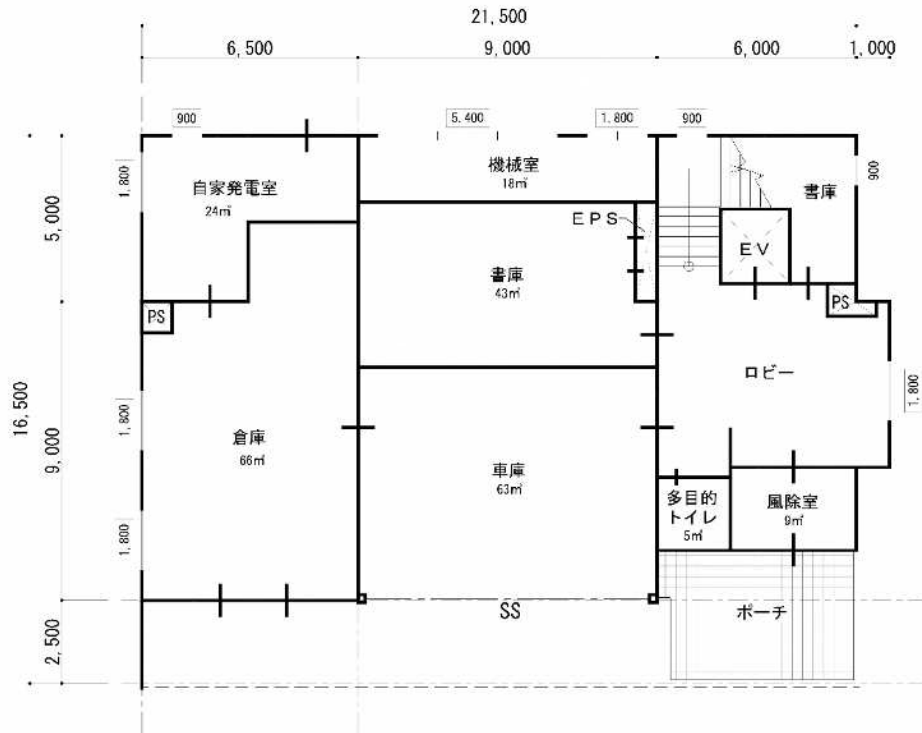 21,500
6,500
9,000
6,000
1,000
900
5,400
1,800
900
1,800
自家発電室
24㎡
機械室
18㎡
書庫
900
5,000
EPS
EV
書庫
43㎡
PS
PS
ロビー
1,800
16,500
9,000
1,800
倉庫
66㎡
車庫
63㎡
多目的
トイレ
5㎡
風除室
9㎡
1,800
SS
ポーチ
2,500